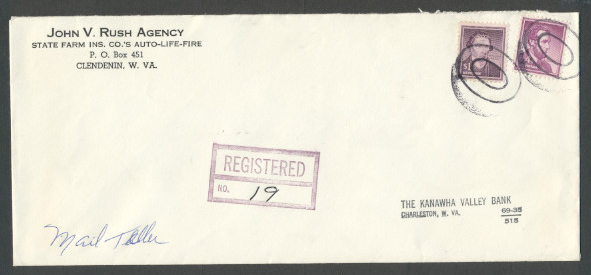 JOHN V. RUSH AGENCY
STATE FARM INS. CO.'S AUTO-LIFE-FIRE
P. O. Box 451
CLENDENIN, W. VA.
REGISTERED
NO. 19
THE KANAWHA VALLEY BANK
CHARLESTON, W. VA. 69-35
515
Mail Teller